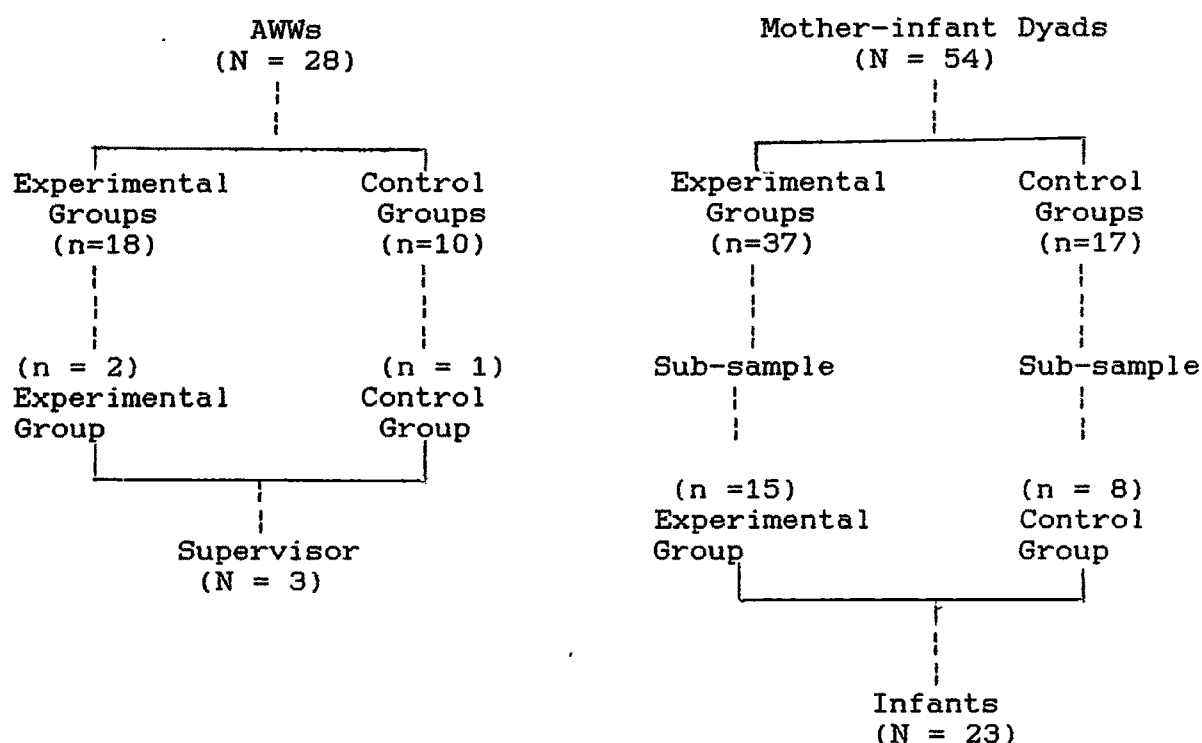 AWWs
(N = 28)
Experimental
Groups
(n=18)
Control
Groups
(n=10)
(n = 2)
Experimental
Group
(n = 1)
Control
Group
Supervisor
(N = 3)
Mother-infant Dyads
(N = 54)
Experimental
Groups
(n=37)
Control
Groups
(n=17)
Sub-sample
Sub-sample
(n =15)
Experimental
Group
(n = 8)
Control
Group
Infants
(N = 23)